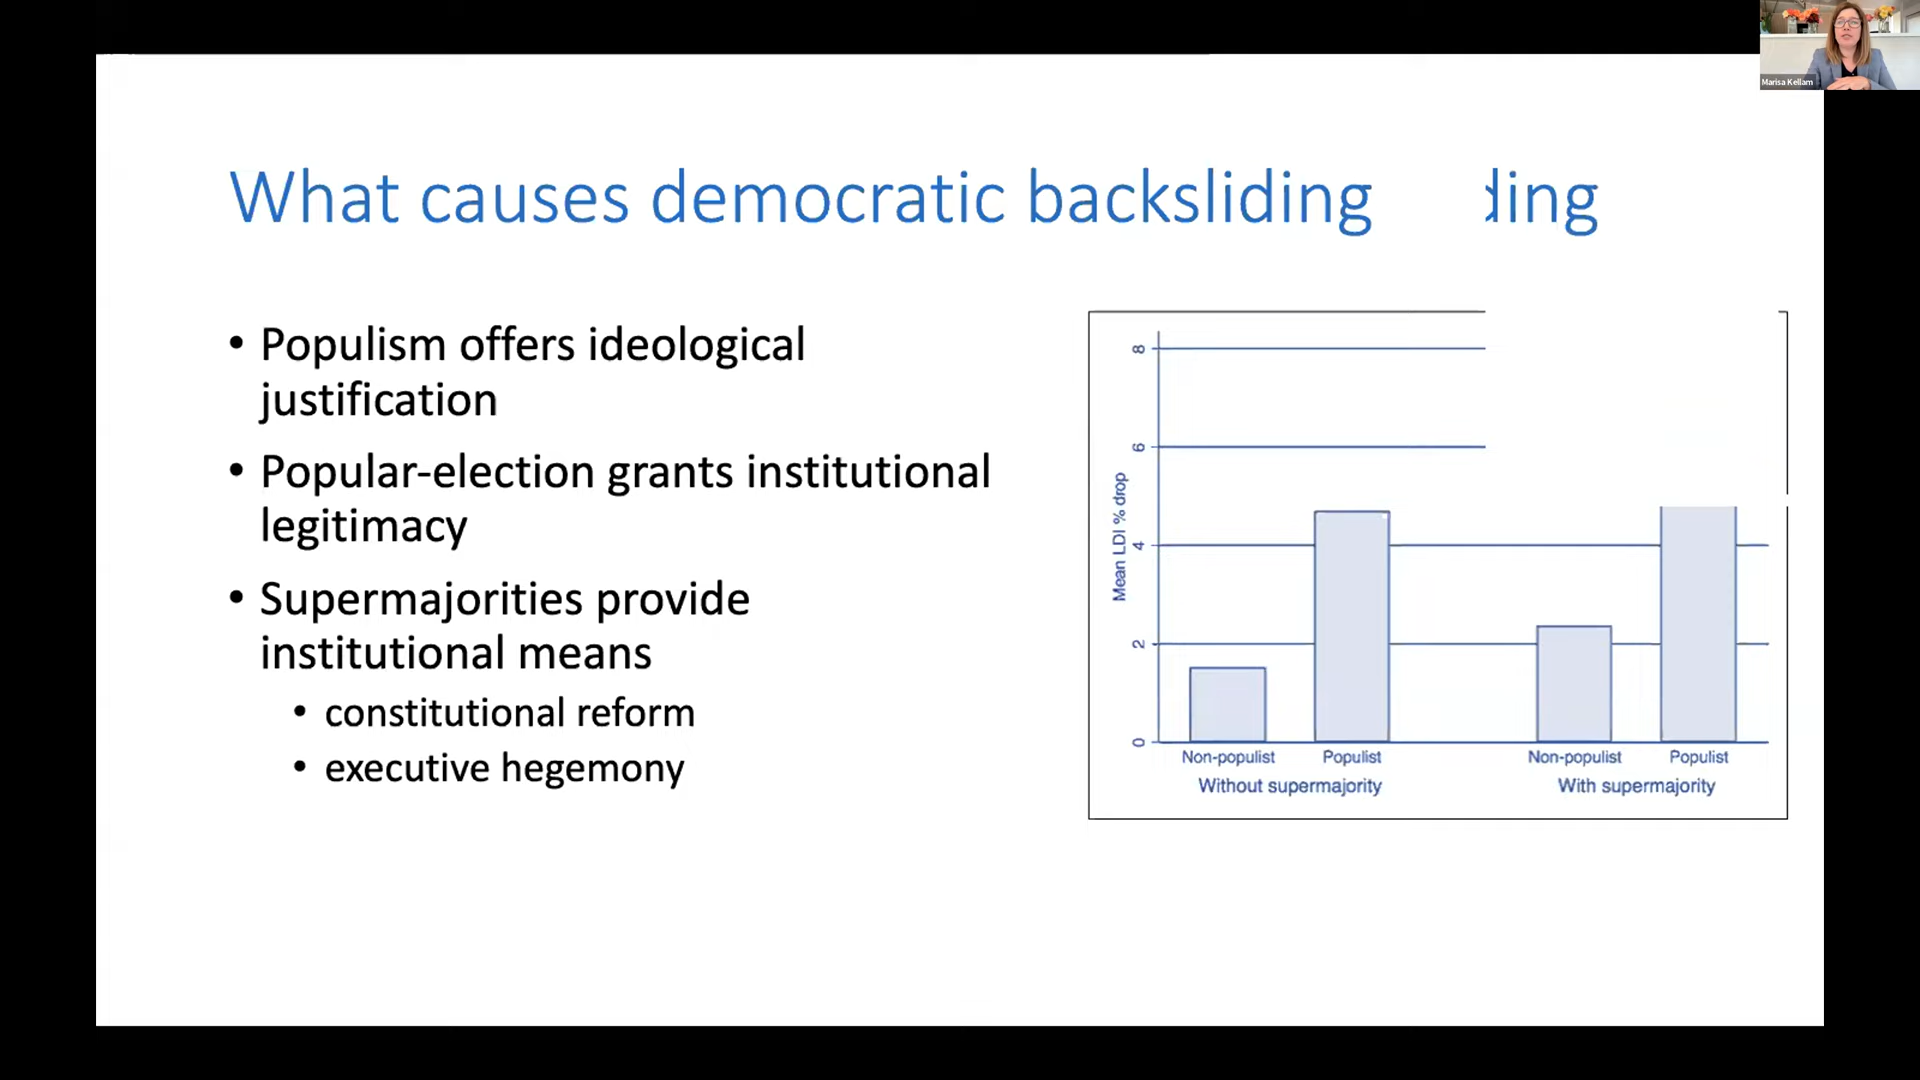 Marisa Kellam
What causes democratic backsliding ding
• Populism offers ideological
justification
• Popular-election grants institutional
legitimacy
• Supermajorities provide
institutional means
• constitutional reform
• executive hegemony
Mean LDI % drop
8
6
4
2
0
Non-populist Populist Non-populist Populist
Without supermajority With supermajority